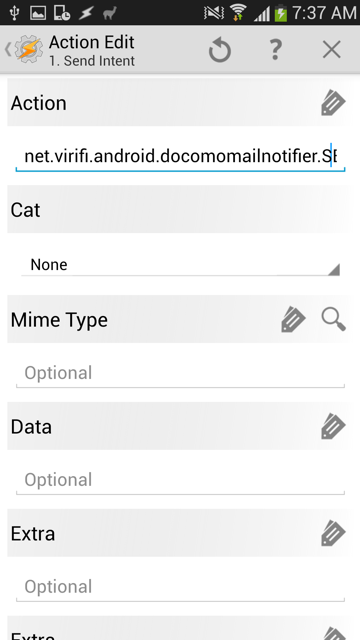 7:37 AM
Action Edit
1. Send Intent
Action
net.virifi.android.docomomailnotifier.SE
Cat
None
Mime Type
Optional
Data
Optional
Extra
Optional
Extra